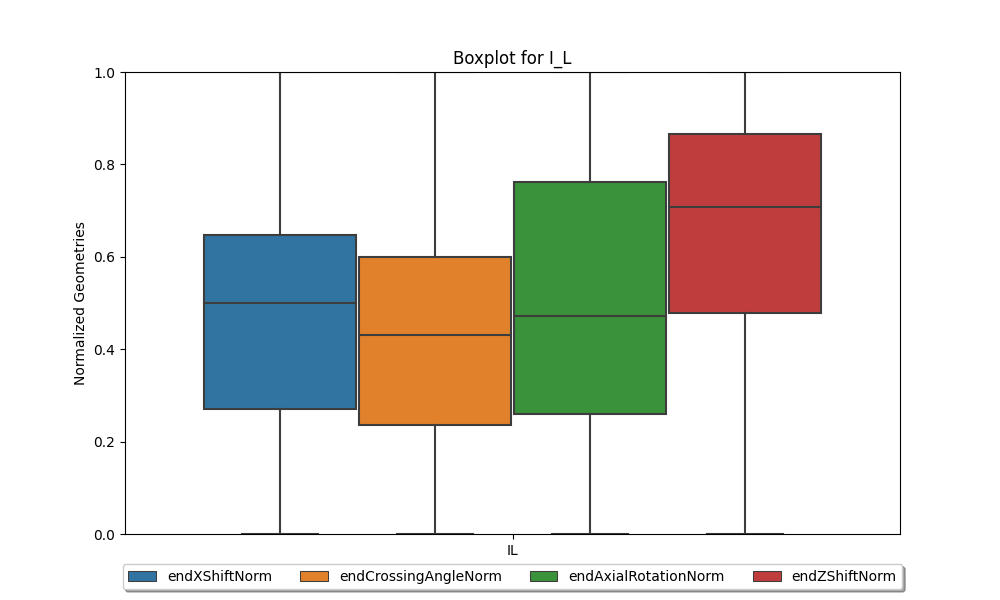 Boxplot for I_L
1.0
0.8
0.6
0.4
0.2
0.0
Normalized Geometries
IL
endXShiftNorm endCrossingAngleNorm endAxialRotationNorm endZShiftNorm